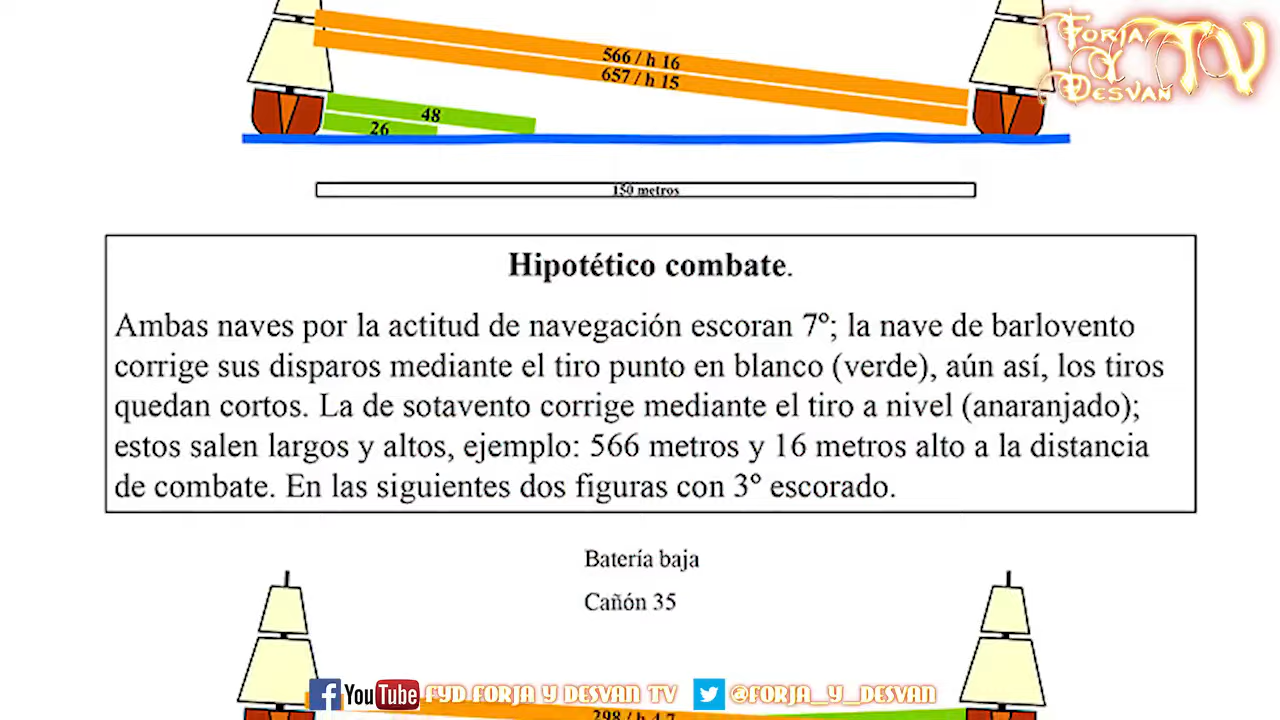 Forja
Y
Desván
TV
566 / h 16
657 / h 15
48
26
150 metros
Hipotético combate.
Ambas naves por la actitud de navegación escoran 7º; la nave de barlovento
corrige sus disparos mediante el tiro punto en blanco (verde), aún así, los tiros
quedan cortos. La de sotavento corrige mediante el tiro a nivel (anaranjado);
estos salen largos y altos, ejemplo: 566 metros y 16 metros alto a la distancia
de combate. En las siguientes dos figuras con 3º escorado.
Batería baja
Cañón 35
298 / h 4,7
f YouTube FYD FORJA Y DESVAN TV @FORJA_Y_DESVAN